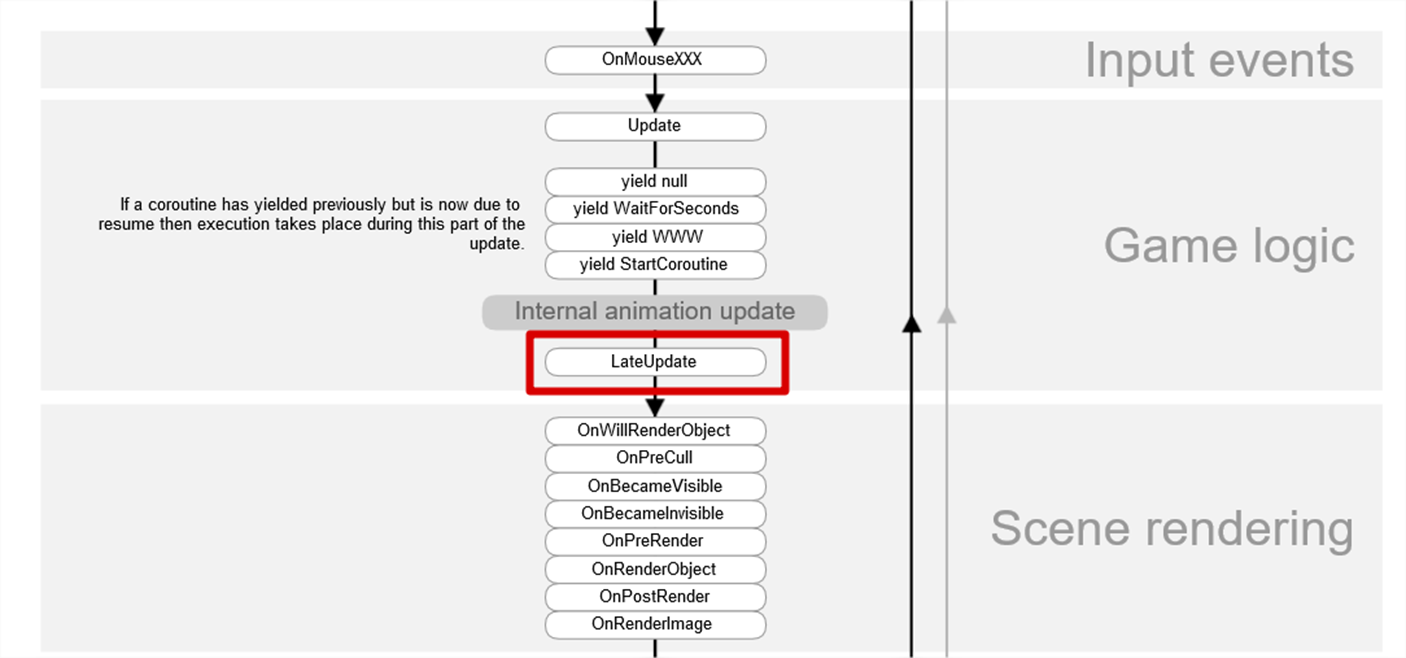 OnMouseXXX
Input events
Update
yield null
If a coroutine has yielded previously but is now due to
resume then execution takes place during this part of the
update.
yield WaitForSeconds
yield WWW
yield StartCoroutine
Game logic
Internal animation update
LateUpdate
OnWillRenderObject
OnPreCull
OnBecameVisible
OnBecameInvisible
OnPreRender
OnRenderObject
OnPostRender
OnRenderImage
Scene rendering